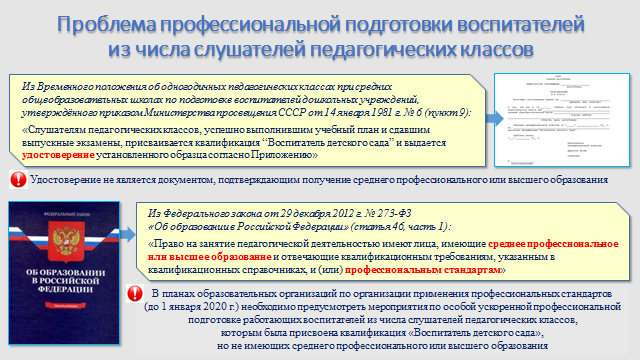 Проблема профессиональной подготовки воспитателей
из числа слушателей педагогических классов
Из Временного положения об одногодичных педагогических классах при средних
общеобразовательных школах по подготовке воспитателей дошкольных учреждений,
утверждённого приказом Министерства просвещения СССР от 14 января 1981 г. № 6 (пункт 9):
«Слушателям педагогических классов, успешно выполнившим учебный план и сдавшим
выпускные экзамены, присваивается квалификация "Воспитатель детского сада" и выдается
удостоверение установленного образца согласно Приложению»
Удостоверение не является документом, подтверждающим получение среднего профессионального или высшего образования
ФЕДЕРАЛЬНЫЙ ЗАКОН
ОБ ОБРАЗОВАНИИ
В РОССИЙСКОЙ
ФЕДЕРАЦИИ
Из Федерального закона от 29 декабря 2012 г. № 273-ФЗ
«Об образовании в Российской Федерации» (статья 46, часть 1):
«Право на занятие педагогической деятельностью имеют лица, имеющие среднее профессиональное
или высшее образование и отвечающие квалификационным требованиям, указанным в
квалификационных справочниках, и (или) профессиональным стандартам»
В планах образовательных организаций по организации применения профессиональных стандартов
(до 1 января 2020 г.) необходимо предусмотреть мероприятия по особой ускоренной профессиональной
подготовке работающих воспитателей из числа слушателей педагогических классов,
которым была присвоена квалификация «Воспитатель детского сада»,
но не имеющих среднего профессионального или высшего образования